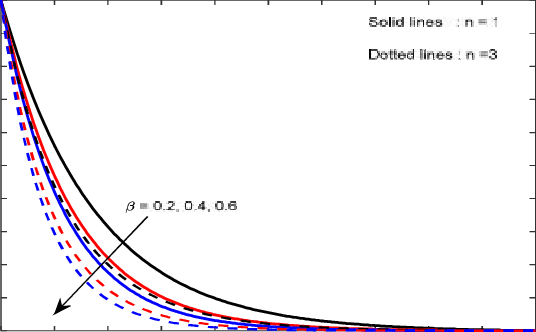 Solid lines : n = 1
Dotted lines : n =3
β = 0.2, 0.4, 0.6